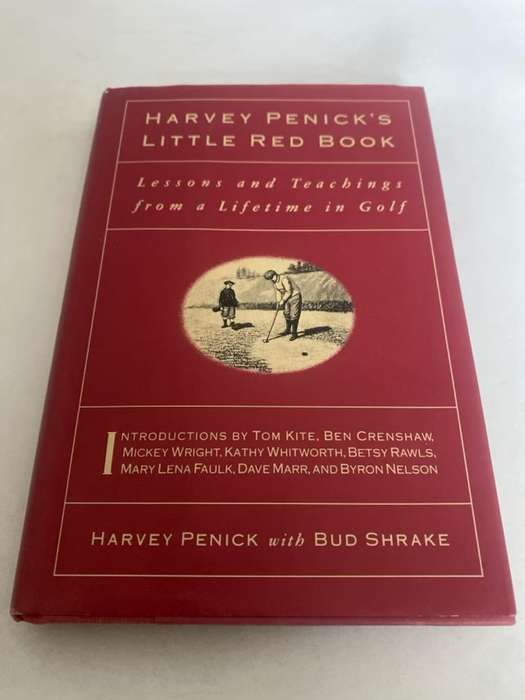 HARVEY PENICK'S
LITTLE RED BOOK
Lessons and Teachings
from a Lifetime in Golf
INTRODUCTIONS BY TOM KITE, BEN CRENSHAW,
MICKEY WRIGHT, KATHY WHITWORTH, BETSY RAWLS,
MARY LENA FAULK, DAVE MARR, AND BYRON NELSON
HARVEY PENICK with BUD SHRAKE